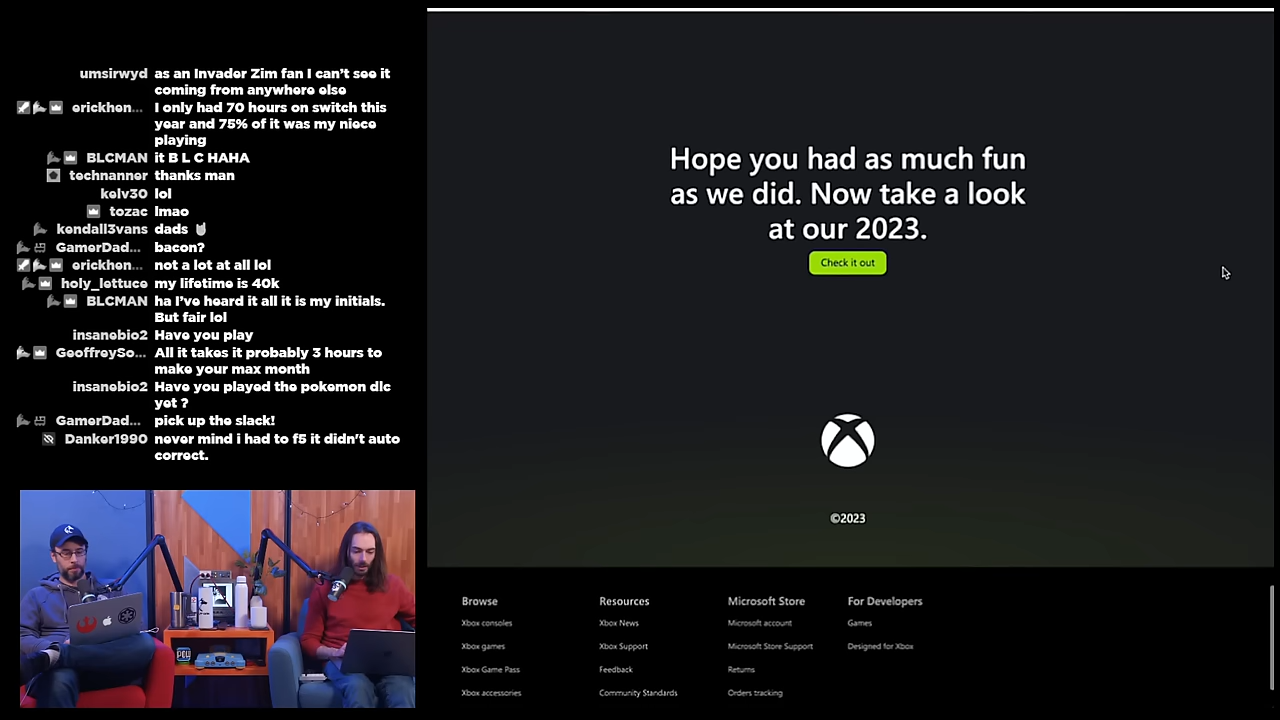 umsirwyd as an Invader Zim fan I can't see it
coming from anywhere else
erickhen... I only had 70 hours on switch this
year and 75% of it was my niece
playing
BLCMAN it B L C HAHA
technanner thanks man
kelv30 lol
tozac lmao
kendall3vans dads
GamerDad... bacon?
erickhen... not a lot at all lol
holy_lettuce my lifetime is 40k
BLCMAN ha I've heard it all it is my initials.
But fair lol
insanebio2 Have you play
GeoffreySo... All it takes it probably 3 hours to
make your max month
insanebio2 Have you played the pokemon dlc
yet ?
GamerDad... pick up the slack!
Danker1990 never mind i had to f5 it didn't auto
correct.
Hope you had as much fun
as we did. Now take a look
at our 2023.
Check it out
©2023
Browse
Xbox consoles
Xbox games
Xbox Game Pass
Xbox accessories
Resources
Xbox News
Xbox Support
Feedback
Community Standards
Microsoft Store
Microsoft account
Microsoft Store Support
Returns
Orders tracking
For Developers
Games
Designed for Xbox